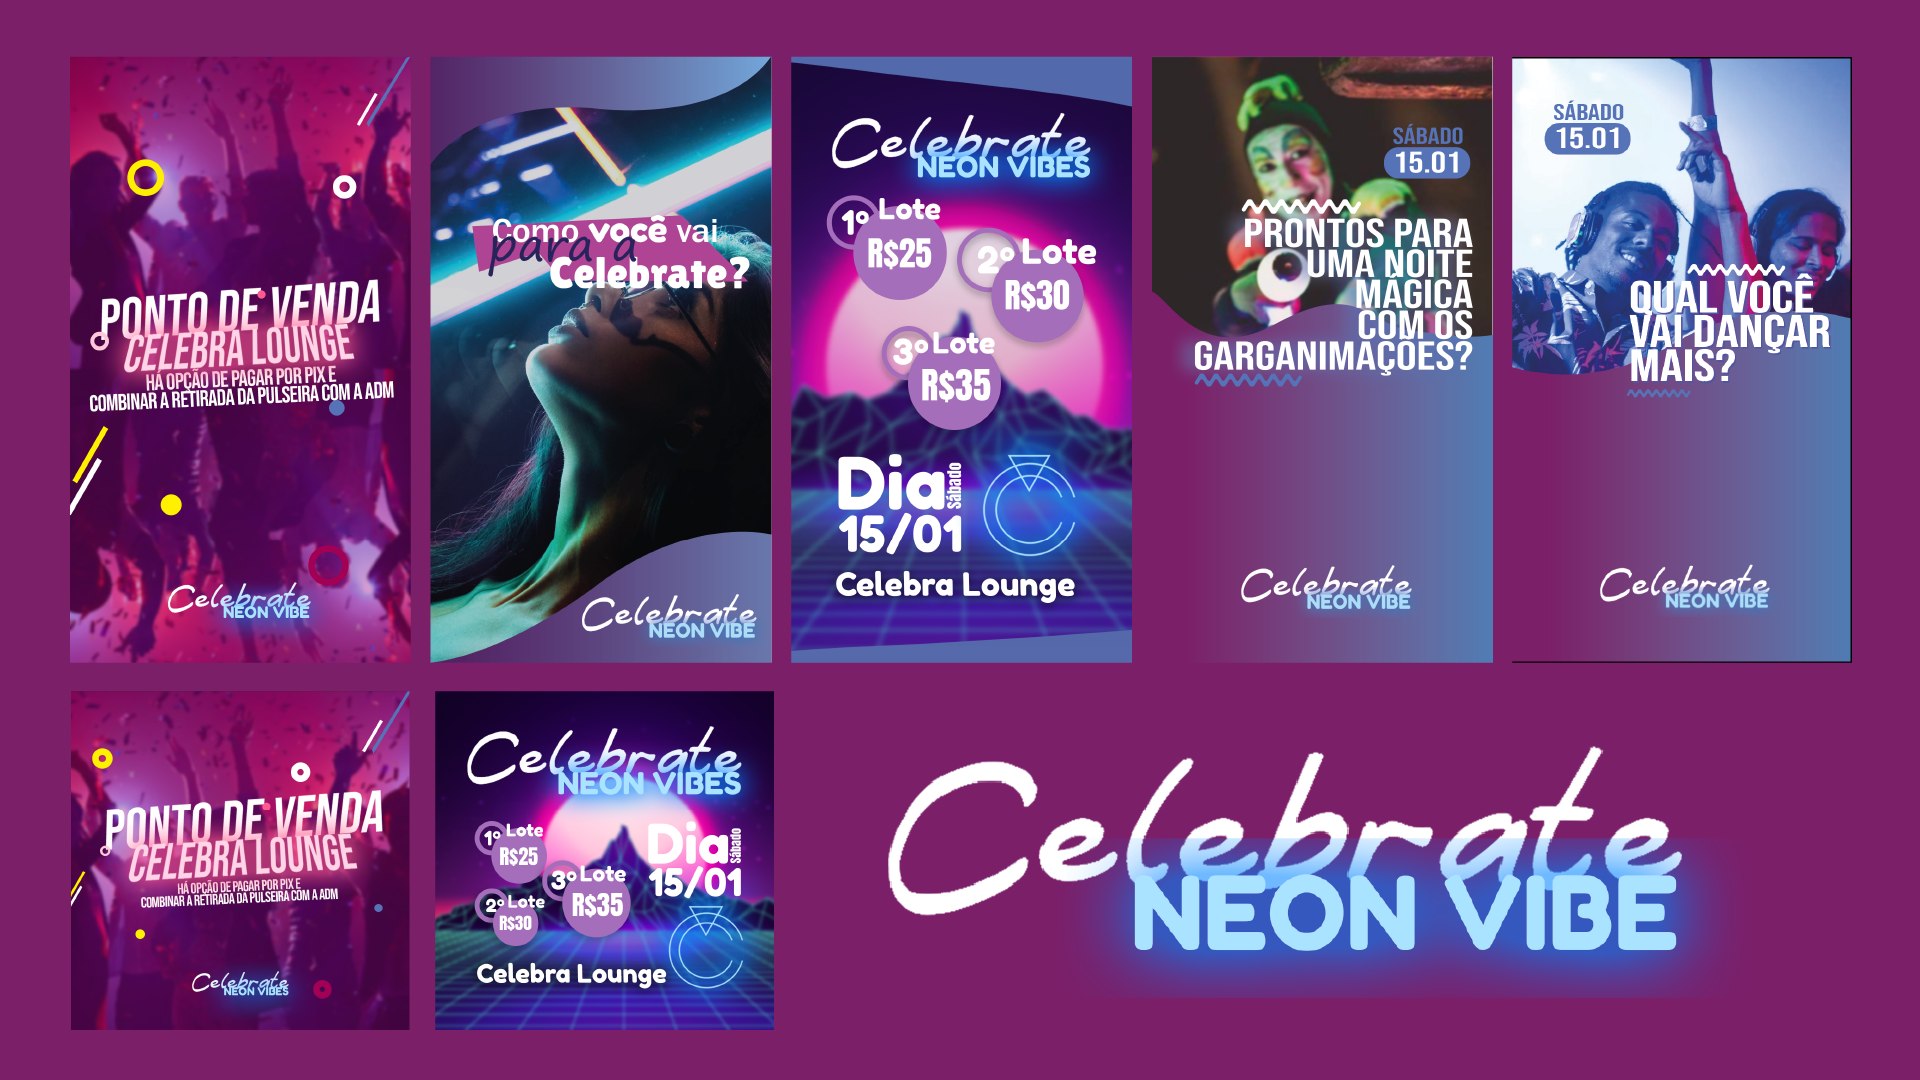 PONTO DE VENDA
CELEBRA LOUNGE
HÁ OPÇÃO DE PAGAR POR PIX E
COMBINAR A RETIRADA DA PULSEIRA COM A ADM
Celebrate
NEON VIBE
Como você vai
para a
Celebrate?
Celebrate
NEON VIBE
Celebrate
NEON VIBES
1º Lote
R$25
2º Lote
R$30
3º Lote
R$35
Dia
Sábado
15/01
Celebra Lounge
SÁBADO
15.01
PRONTOS PARA
UMA NOITE
MÁGICA
COM OS
GARGANIMAÇÕES?
Celebrate
NEON VIBE
SÁBADO
15.01
QUAL VOCÊ
VAI DANÇAR
MAIS?
Celebrate
NEON VIBE
PONTO DE VENDA
CELEBRA LOUNGE
HÁ OPÇÃO DE PAGAR POR PIX E
COMBINAR A RETIRADA DA PULSEIRA COM A ADM
Celebrate
NEON VIBES
Celebrate
NEON VIBES
1º Lote
R$25
2º Lote
R$30
3º Lote
R$35
Dia
Sábado
15/01
Celebra Lounge
Celebrate
NEON VIBE